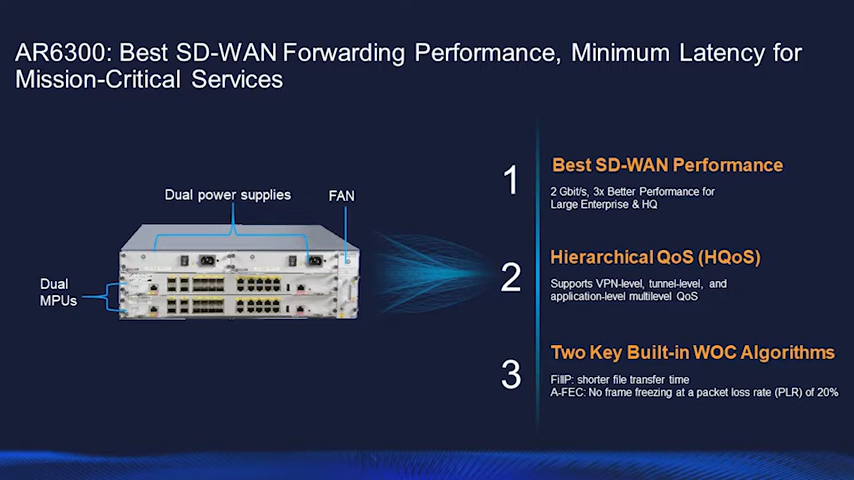 AR6300: Best SD-WAN Forwarding Performance, Minimum Latency for
Mission-Critical Services
Dual power supplies
FAN
Dual
MPUs
1
Best SD-WAN Performance
2 Gbit/s, 3x Better Performance for
Large Enterprise & HQ
2
Hierarchical QoS (HQoS)
Supports VPN-level, tunnel-level, and
application-level multilevel QoS
3
Two Key Built-in WOC Algorithms
FillP: shorter file transfer time
A-FEC: No frame freezing at a packet loss rate (PLR) of 20%